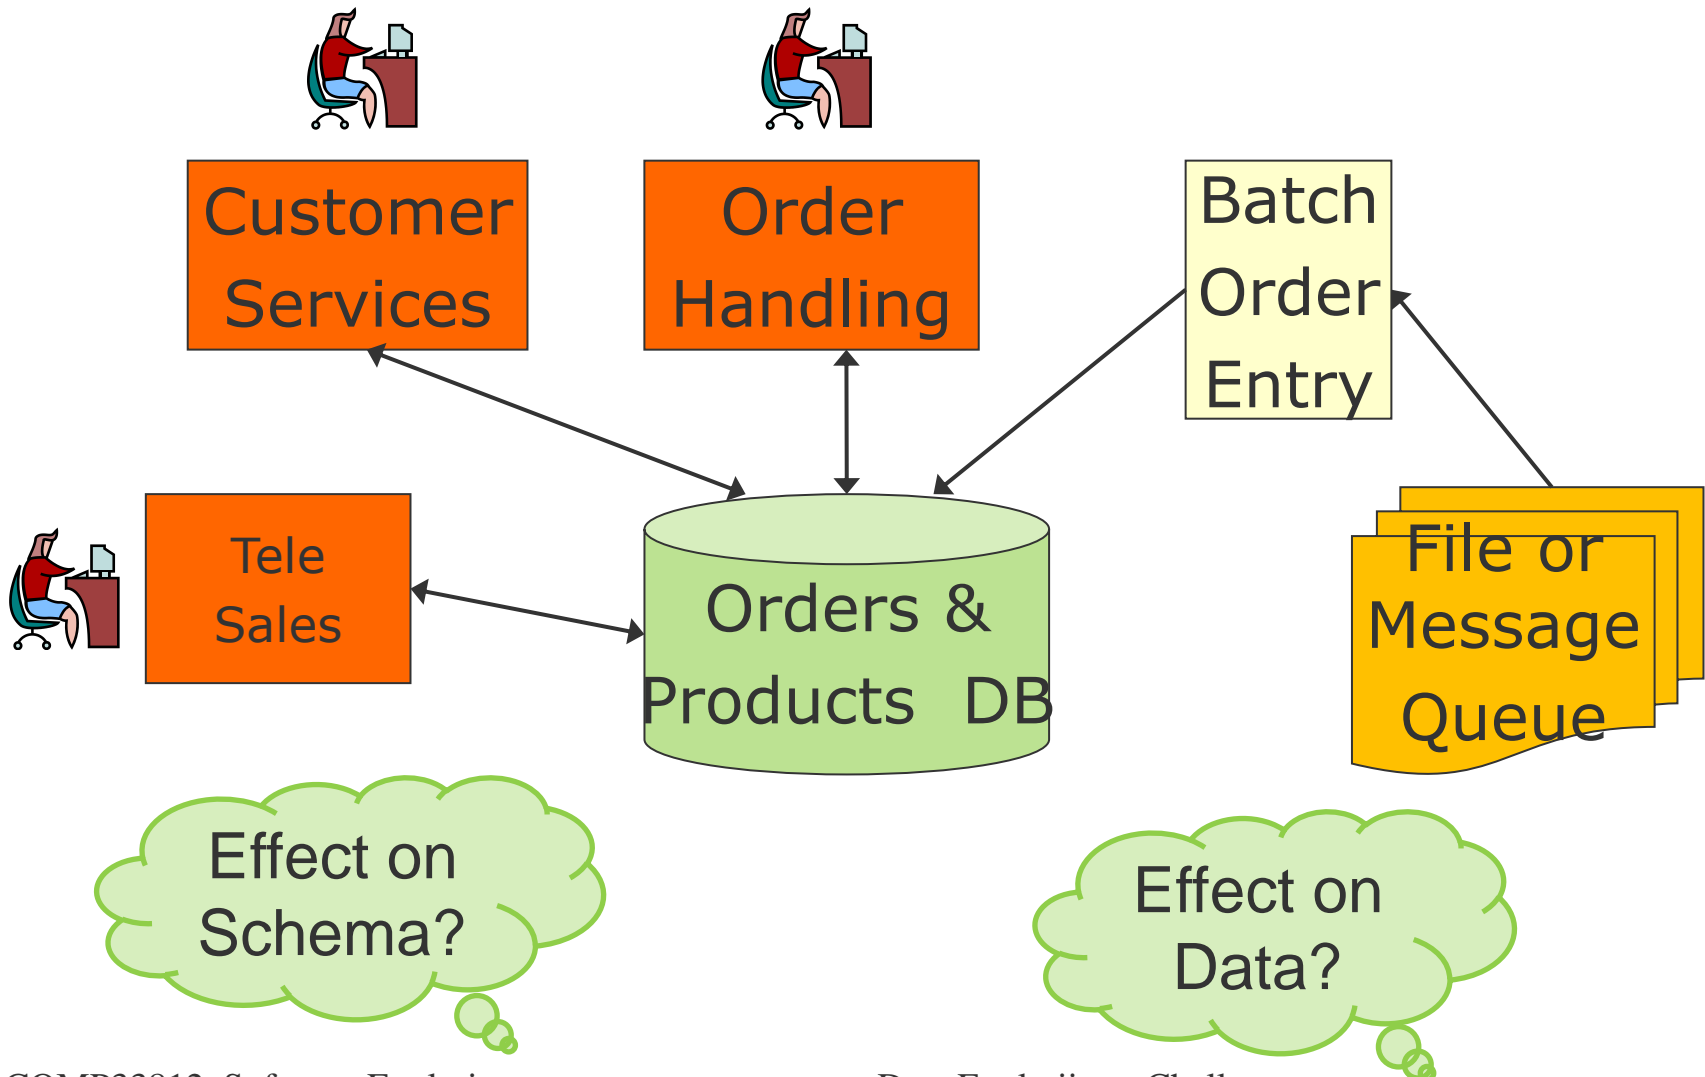 Customer
Services
Order
Handling
Batch
Order
Entry
Tele
Sales
Orders &
Products DB
File or
Message
Queue
Effect on
Schema?
Effect on
Data?